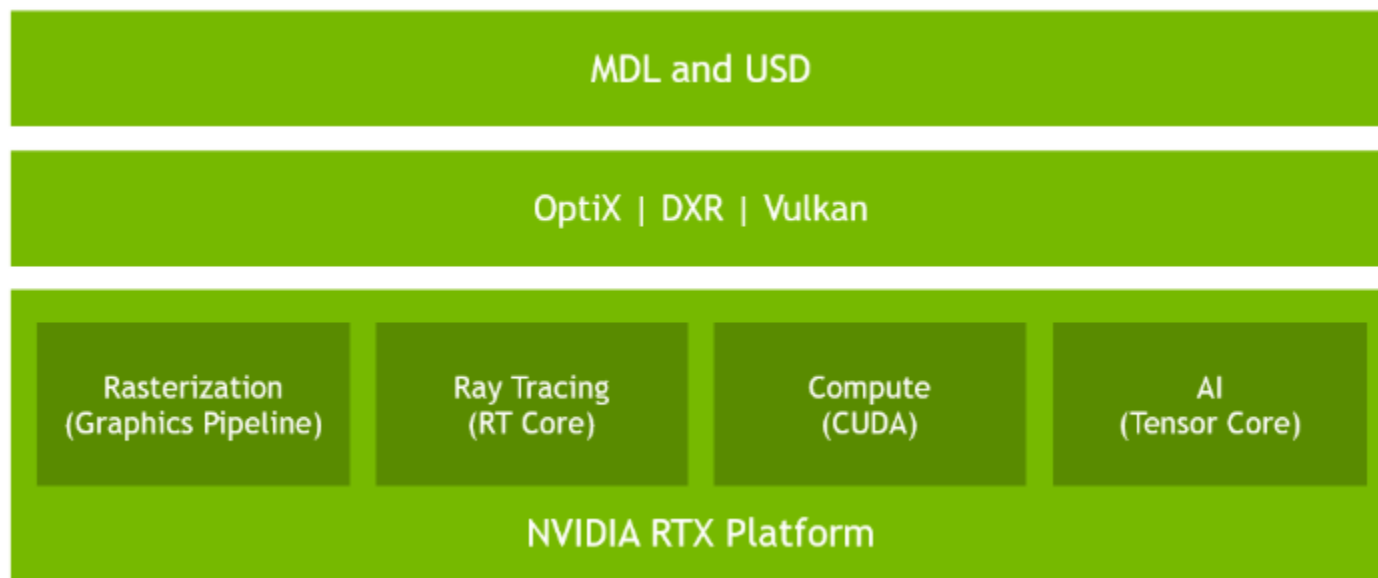 MDL and USD
OptiX | DXR | Vulkan
Rasterization
(Graphics Pipeline)
Ray Tracing
(RT Core)
Compute
(CUDA)
AI
(Tensor Core)
NVIDIA RTX Platform